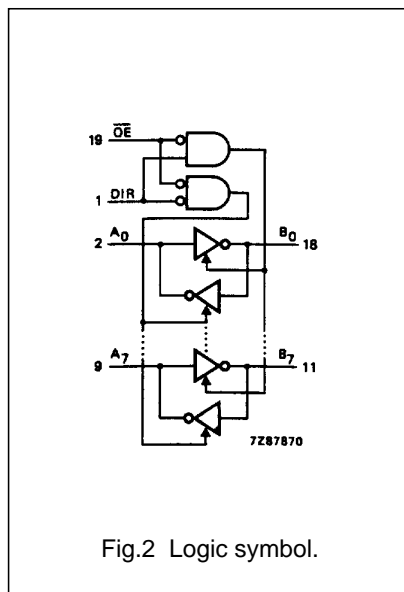 19 OE
1 DIR
2 A0 B0 18
9 A7 B7 11
7Z87870
Fig.2 Logic symbol.